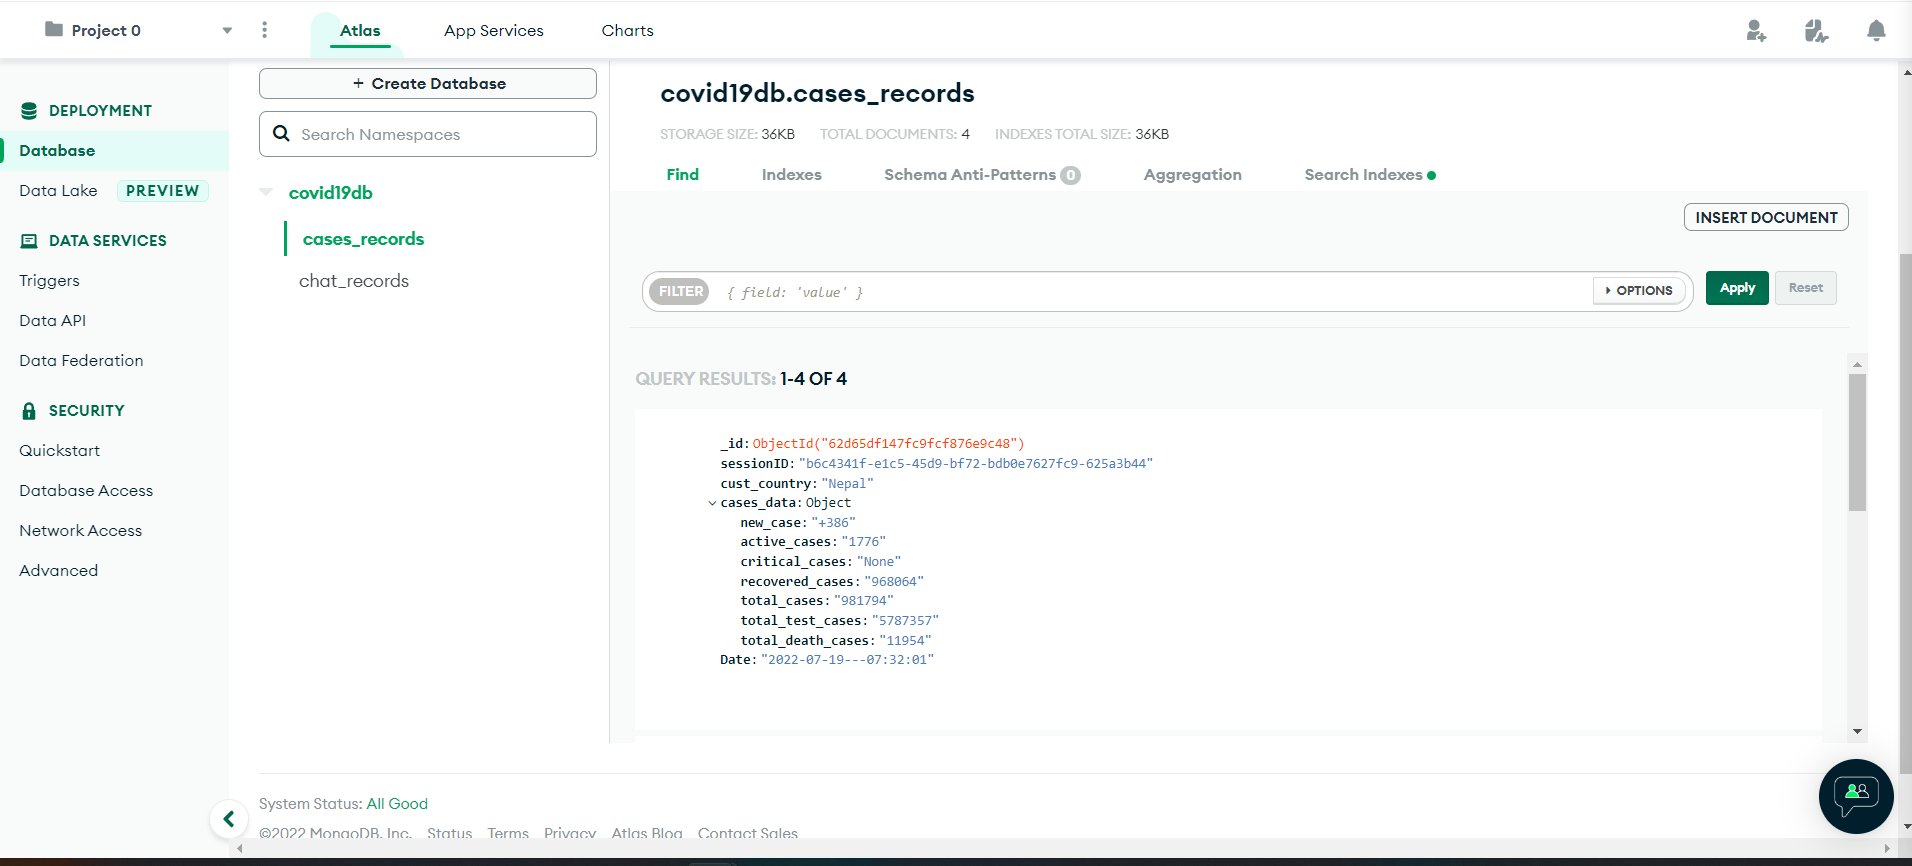 Project 0
Atlas
App Services
Charts
DEPLOYMENT
Database
Data Lake PREVIEW
DATA SERVICES
Triggers
Data API
Data Federation
SECURITY
Quickstart
Database Access
Network Access
Advanced
+ Create Database
Search Namespaces
covid19db
cases_records
chat_records
covid19db.cases_records
STORAGE SIZE: 36KB TOTAL DOCUMENTS: 4 INDEXES TOTAL SIZE: 36KB
Find Indexes Schema Anti-Patterns 0 Aggregation Search Indexes
INSERT DOCUMENT
FILTER { field: 'value' } OPTIONS Apply Reset
QUERY RESULTS: 1-4 OF 4
_id: ObjectId("62d65df147fc9fcf876e9c48")
sessionID: "b6c4341f-e1c5-45d9-bf72-bdb0e7627fc9-625a3b44"
cust_country: "Nepal"
cases_data: Object
new_case: "+386"
active_cases: "1776"
critical_cases: "None"
recovered_cases: "968064"
total_cases: "981794"
total_test_cases: "5787357"
total_death_cases: "11954"
Date: "2022-07-19---07:32:01"
System Status: All Good
©2022 MongoDB, Inc. Status Terms Privacy Atlas Blog Contact Sales